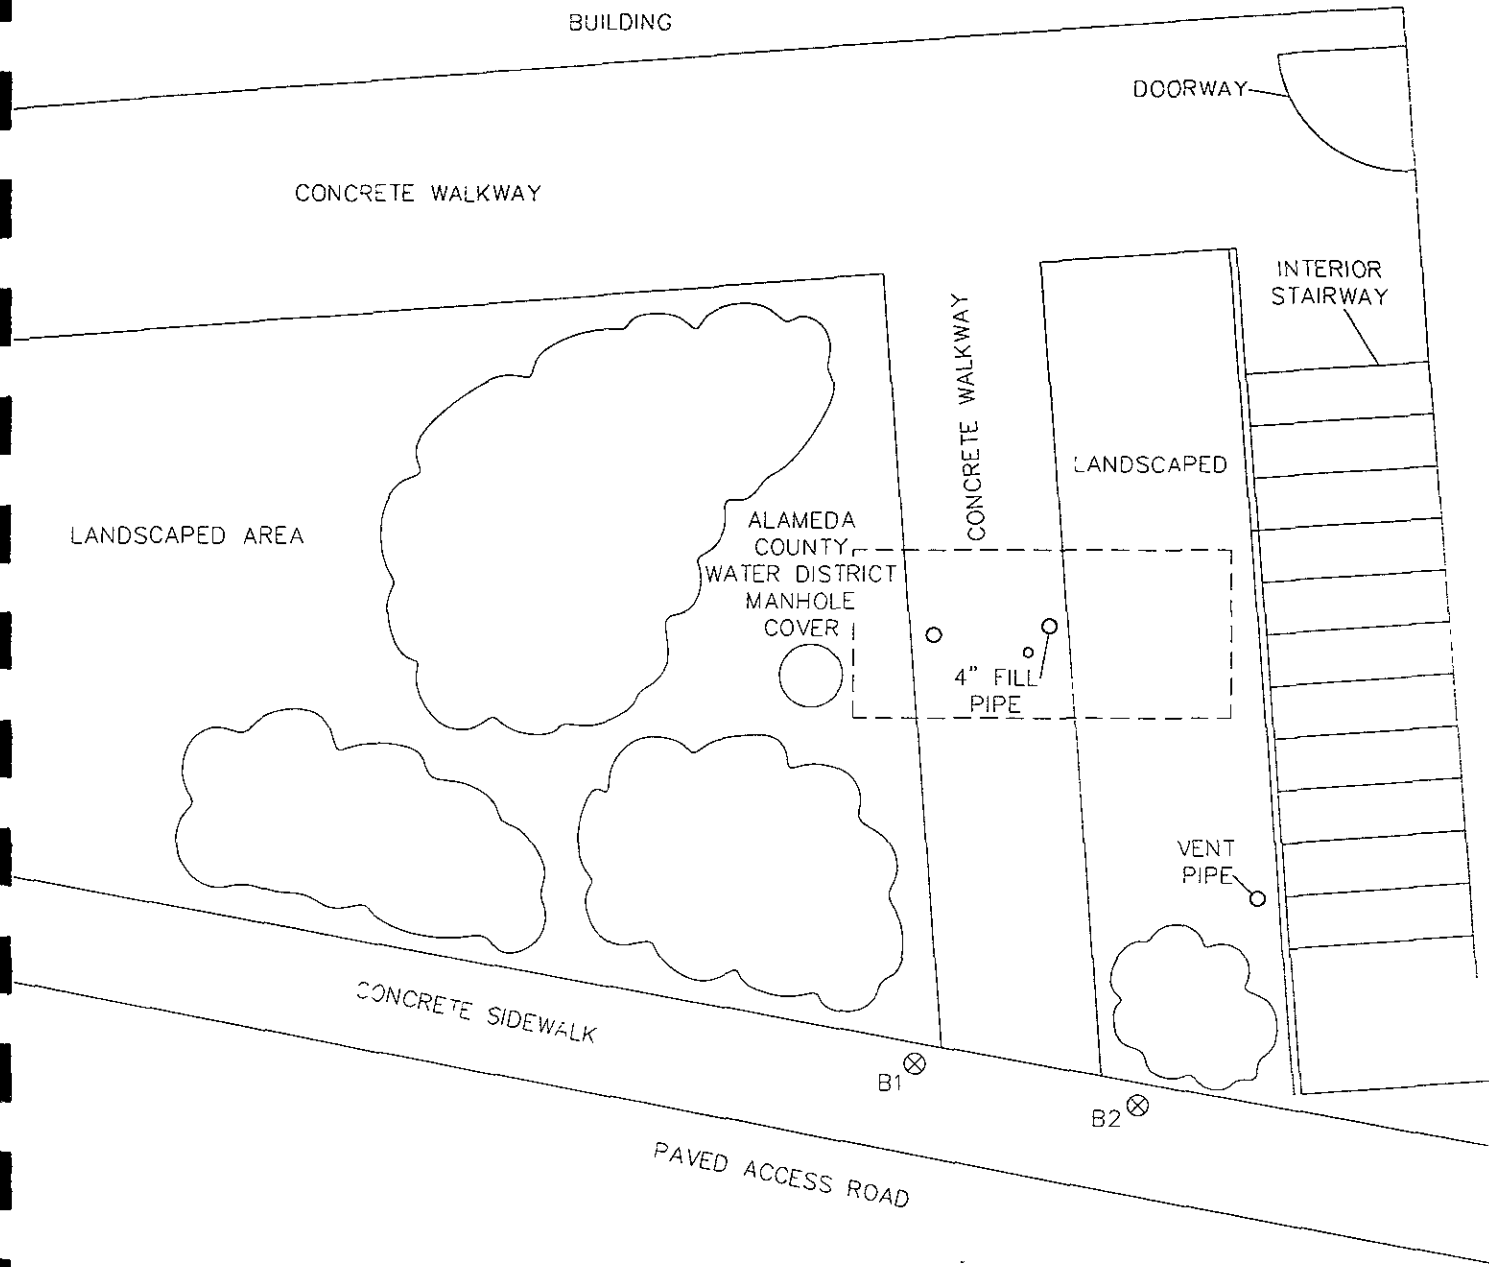 BUILDING
DOORWAY
CONCRETE WALKWAY
INTERIOR
STAIRWAY
CONCRETE WALKWAY
LANDSCAPED
LANDSCAPED AREA
ALAMEDA
COUNTY
WATER DISTRICT
MANHOLE
COVER
4" FILL
PIPE
VENT
PIPE
CONCRETE SIDEWALK
B1
B2
PAVED ACCESS ROAD